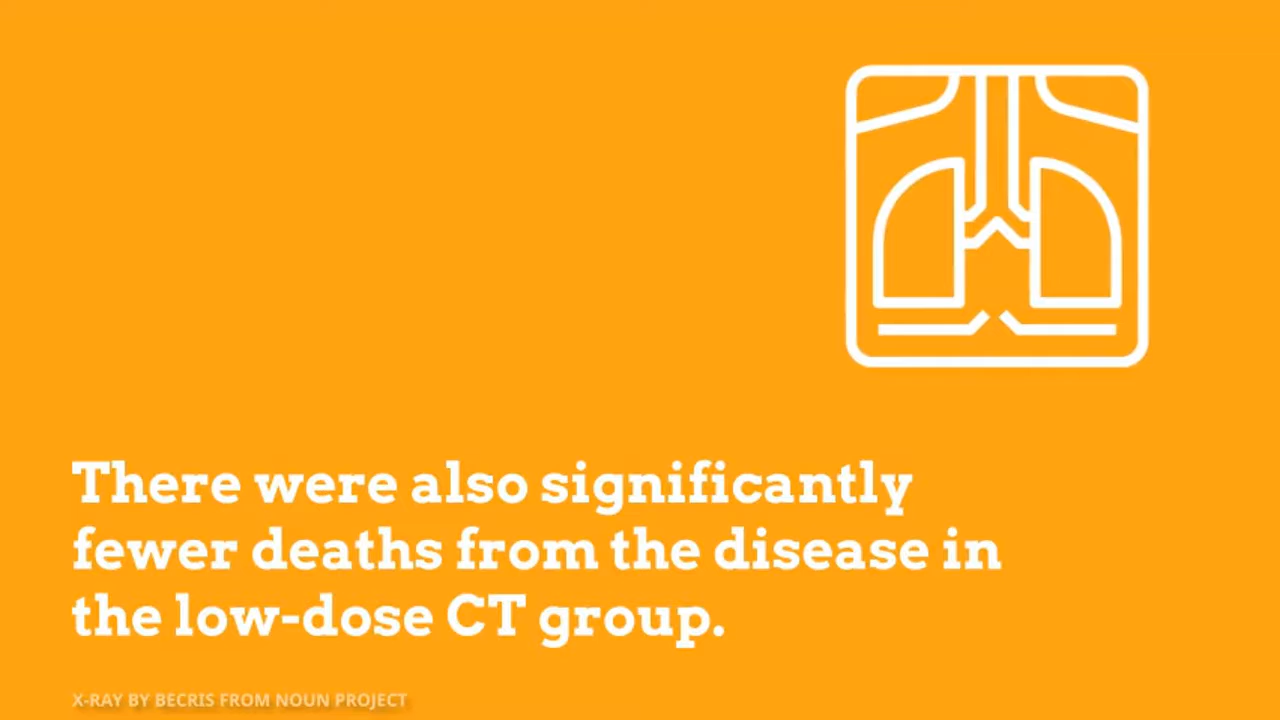 There were also significantly
fewer deaths from the disease in
the low-dose CT group.
X-RAY BY BECRIS FROM NOUN PROJECT